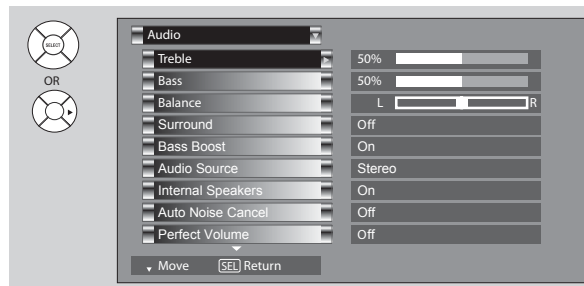 SELECT
OR
Audio
Treble 50%
Bass 50%
Balance L R
Surround Off
Bass Boost On
Audio Source Stereo
Internal Speakers On
Auto Noise Cancel Off
Perfect Volume Off
Move SEL Return